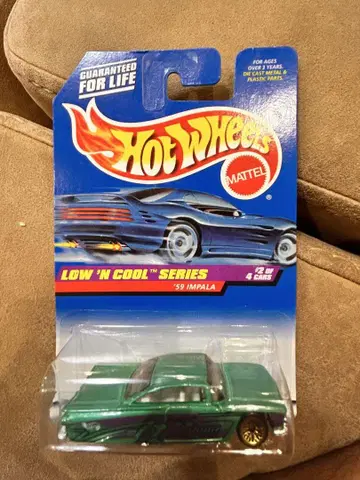 GUARANTEED
FOR LIFE
FOR AGES
OVER 3 YEARS.
DIE CAST METAL &
PLASTIC PARTS.
HOT WHEELS
MATTEL
®
LOW 'N COOL™ SERIES
'59 IMPALA
#2 OF
4 CARS